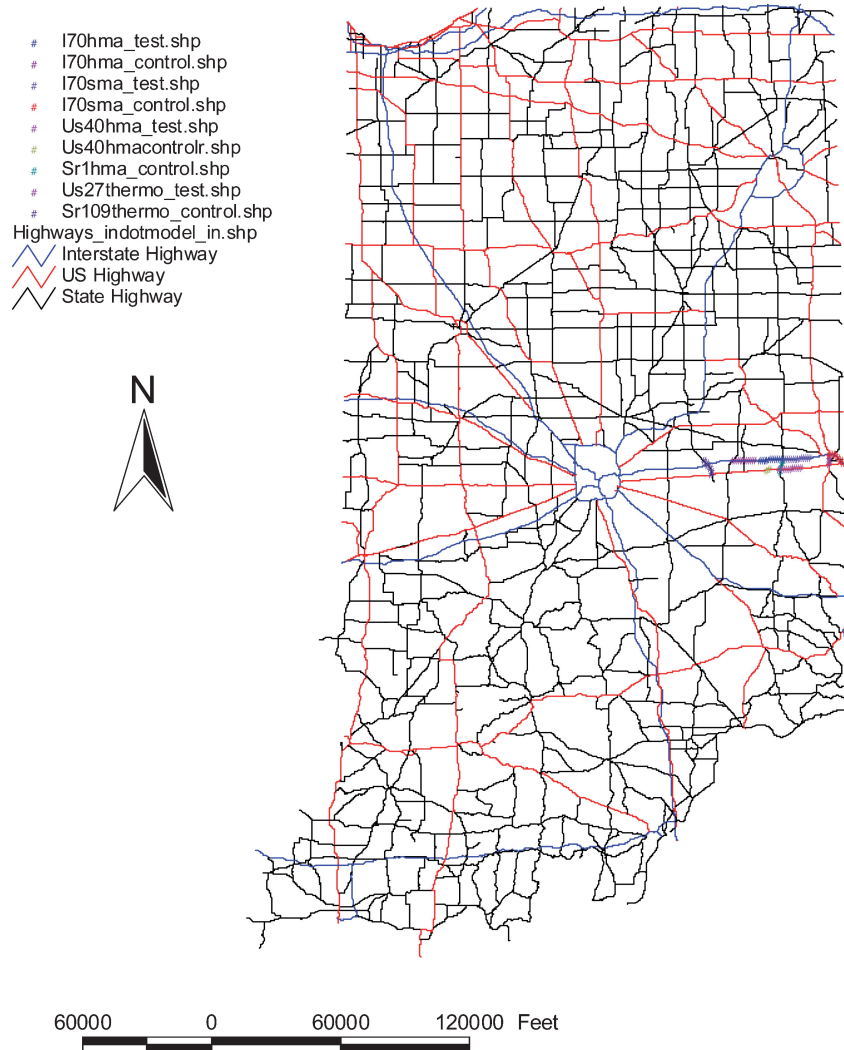 # I70hma_test.shp
# I70hma_control.shp
# I70sma_test.shp
# I70sma_control.shp
# Us40hma_test.shp
# Us40hmacontrolr.shp
# Sr1hma_control.shp
# Us27thermo_test.shp
# Sr109thermo_control.shp
Highways_indotmodel_in.shp
Interstate Highway
US Highway
State Highway
N
60000 0 60000 120000 Feet